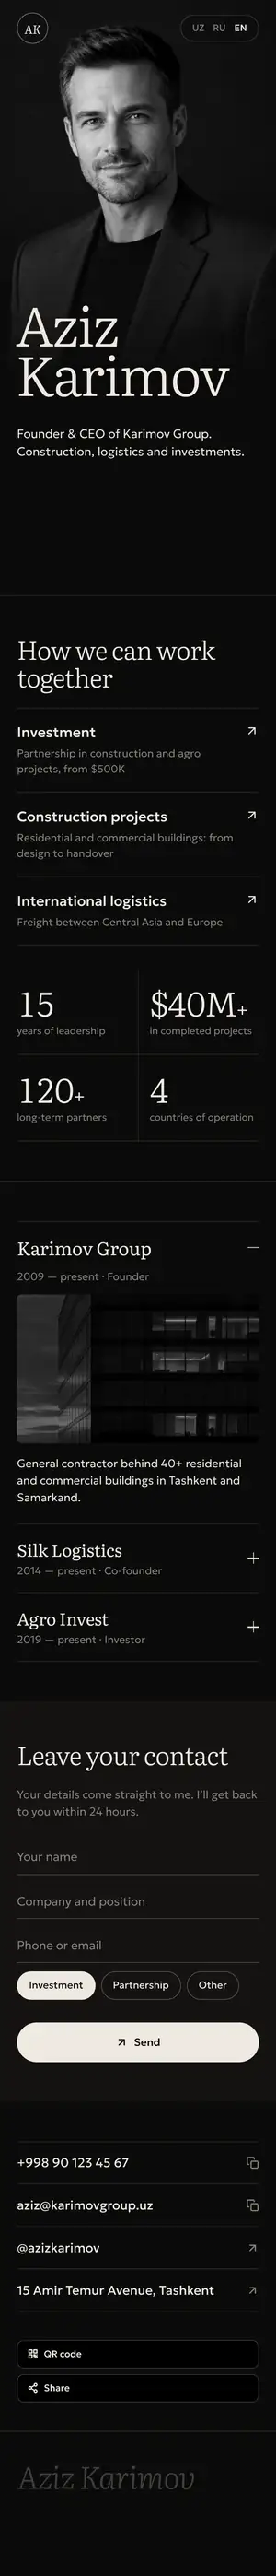 AK
UZ RU EN
Aziz
Karimov
Founder & CEO of Karimov Group.
Construction, logistics and investments.
How we can work
together
Investment
Partnership in construction and agro
projects, from $500K
Construction projects
Residential and commercial buildings: from
design to handover
International logistics
Freight between Central Asia and Europe
15
years of leadership
$40M+
in completed projects
120+
long-term partners
4
countries of operation
Karimov Group
2009 — present · Founder
General contractor behind 40+ residential
and commercial buildings in Tashkent and
Samarkand.
Silk Logistics
2014 — present · Co-founder
Agro Invest
2019 — present · Investor
Leave your contact
Your details come straight to me. I'll get back
to you within 24 hours.
Your name
Company and position
Phone or email
Investment Partnership Other
Send
+998 90 123 45 67
aziz@karimovgroup.uz
@azizkarimov
15 Amir Temur Avenue, Tashkent
QR code
Share
Aziz Karimov